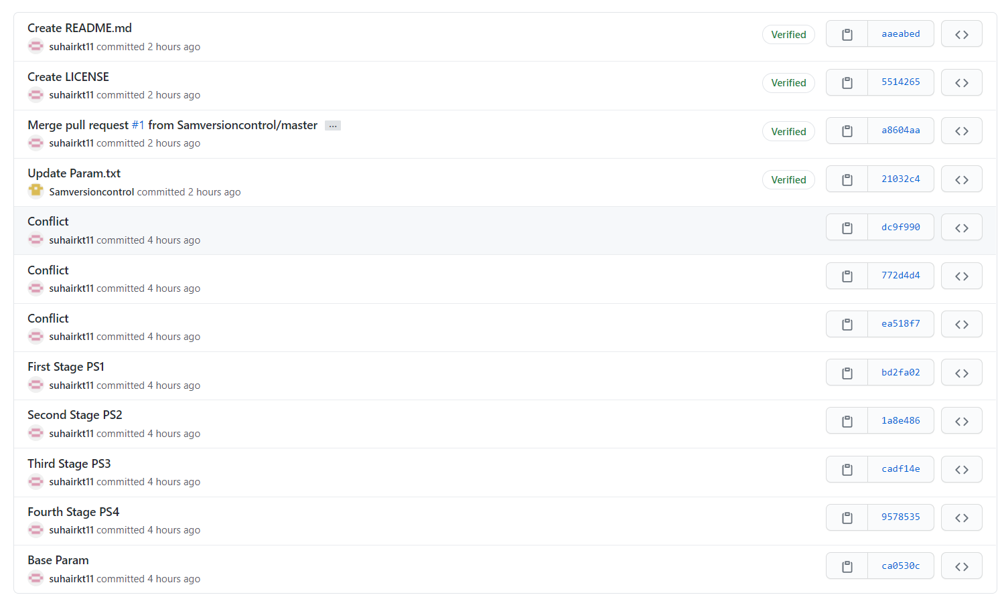 Create README.md
suhairkt11 committed 2 hours ago
Verified
aaeabed
Create LICENSE
suhairkt11 committed 2 hours ago
Verified
5514265
Merge pull request #1 from Samversioncontrol/master ...
suhairkt11 committed 2 hours ago
Verified
a8604aa
Update Param.txt
Samversioncontrol committed 2 hours ago
Verified
21032c4
Conflict
suhairkt11 committed 4 hours ago
dc9f990
Conflict
suhairkt11 committed 4 hours ago
772d4d4
Conflict
suhairkt11 committed 4 hours ago
ea518f7
First Stage PS1
suhairkt11 committed 4 hours ago
bd2fa02
Second Stage PS2
suhairkt11 committed 4 hours ago
1a8e486
Third Stage PS3
suhairkt11 committed 4 hours ago
cadf14e
Fourth Stage PS4
suhairkt11 committed 4 hours ago
9578535
Base Param
suhairkt11 committed 4 hours ago
ca0530c